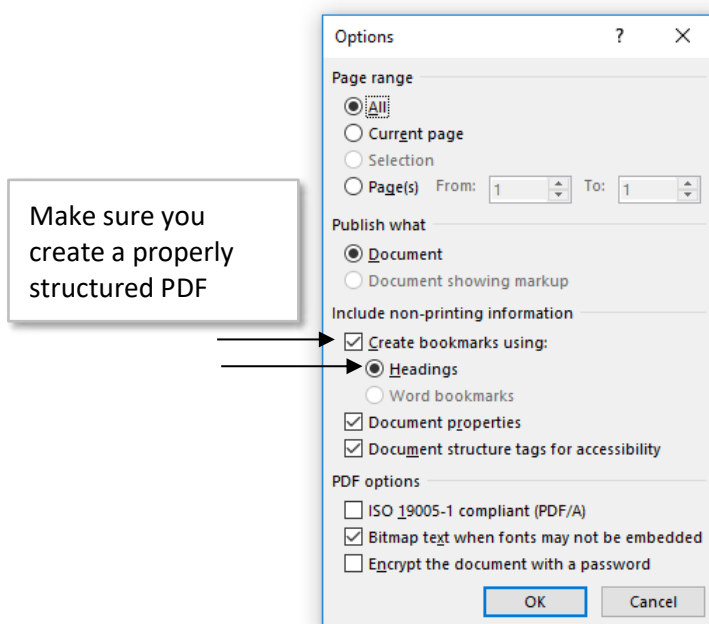 Options ?
Page range
All
Current page
Selection
Page(s) From: 1 To: 1
Make sure you
create a properly
structured PDF
Publish what
Document
Document showing markup
Include non-printing information
Create bookmarks using:
Headings
Word bookmarks
Document properties
Document structure tags for accessibility
PDF options
ISO 19005-1 compliant (PDF/A)
Bitmap text when fonts may not be embedded
Encrypt the document with a password
OK Cancel